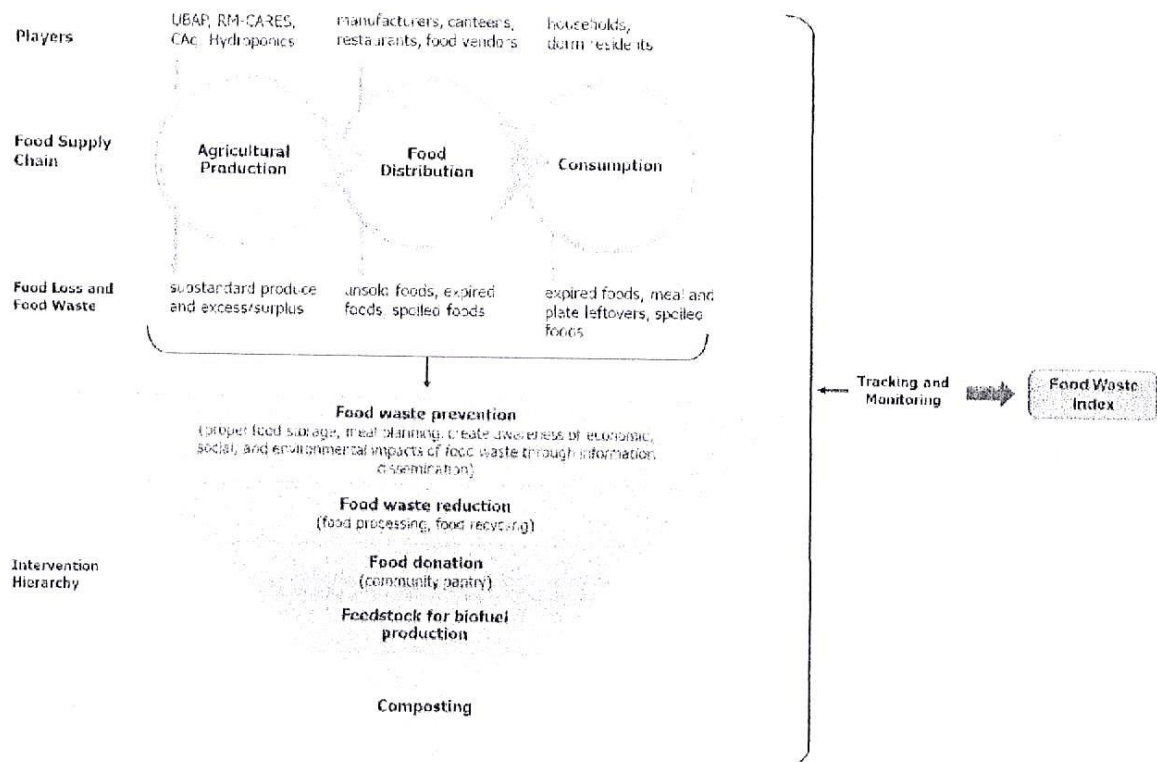 Players
UBAP, RM-CARES,
CAg, Hydroponics
manufacturers, canteens,
restaurants, food vendors
households,
dorm residents
Food Supply
Chain
Agricultural
Production
Food
Distribution
Consumption
Food Loss and
Food Waste
substandard produce
and excess/surplus
unsold foods, expired
foods, spoiled foods
expired foods, meal and
plate leftovers, spoiled
foods
Tracking and
Monitoring
Food Waste
Index
Intervention
Hierarchy
Food waste prevention
(proper food storage, meal planning, create awareness of economic,
social, and environmental impacts of food waste through information
dissemination)
Food waste reduction
(food processing, food recycling)
Food donation
(community pantry)
Feedstock for biofuel
production
Composting